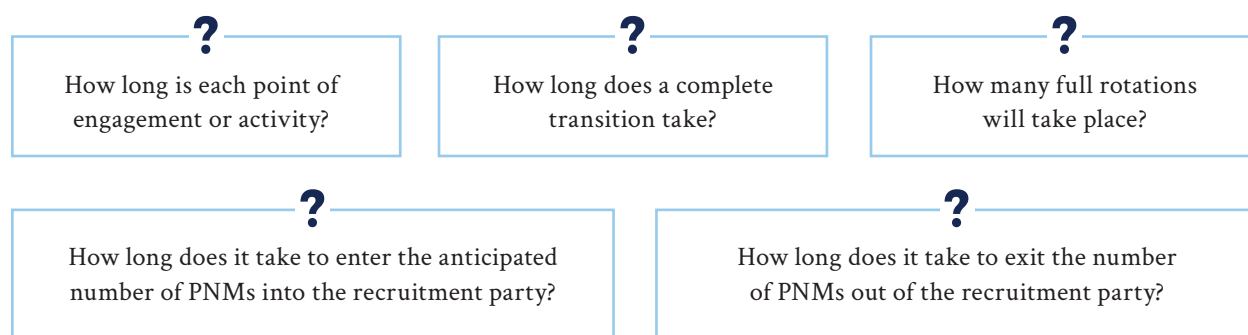 ?
How long is each point of
engagement or activity?
?
How long does a complete
transition take?
?
How many full rotations
will take place?
?
How long does it take to enter the anticipated
number of PNMs into the recruitment party?
?
How long does it take to exit the number
of PNMs out of the recruitment party?